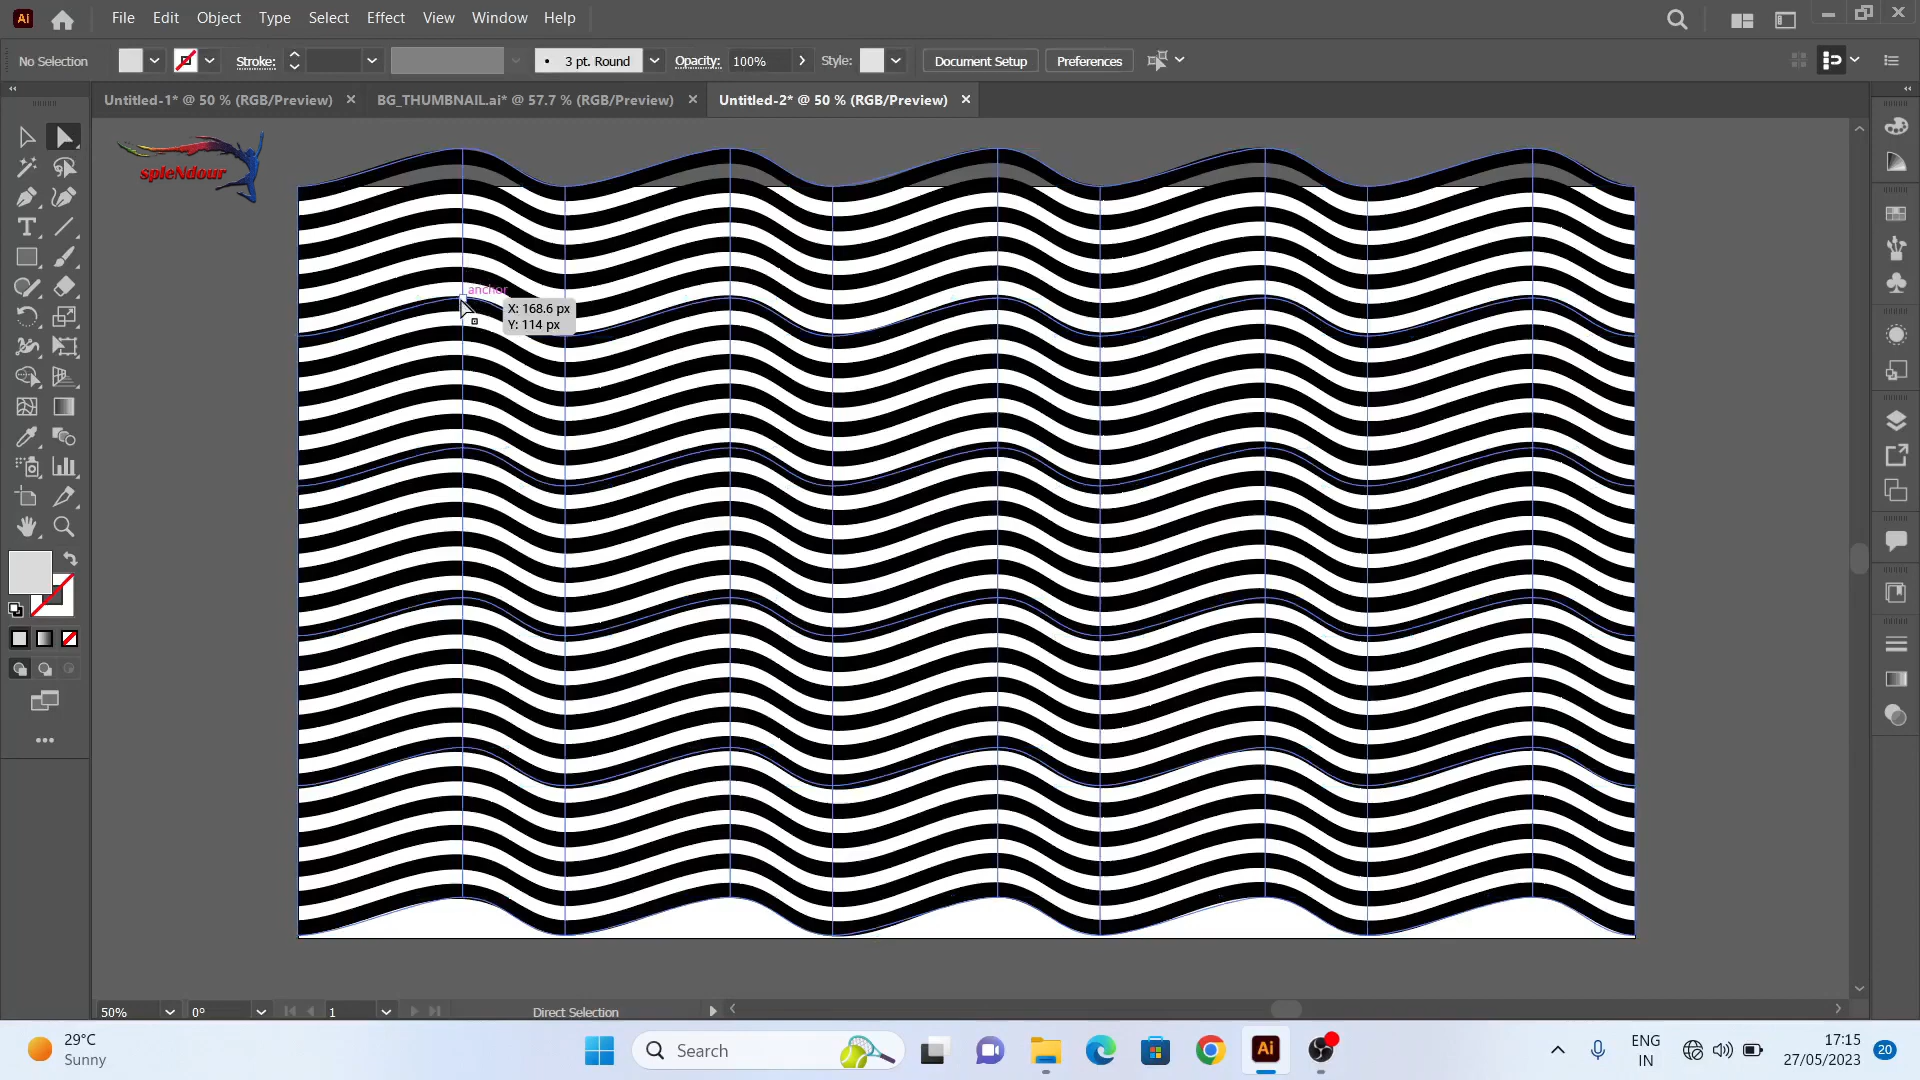 Ai
File Edit Object Type Select Effect View Window Help
No Selection
Stroke:
3 pt. Round
Opacity: 100%
Style:
Document Setup
Preferences
Untitled-1* @ 50 % (RGB/Preview)
BG_THUMBNAIL.ai* @ 57.7 % (RGB/Preview)
Untitled-2* @ 50 % (RGB/Preview)
spleNdour
anchor
X: 168.6 px
Y: 114 px
50%
0°
1
Direct Selection
29°C
Sunny
Search
Ai
ENG
IN
17:15
27/05/2023
20